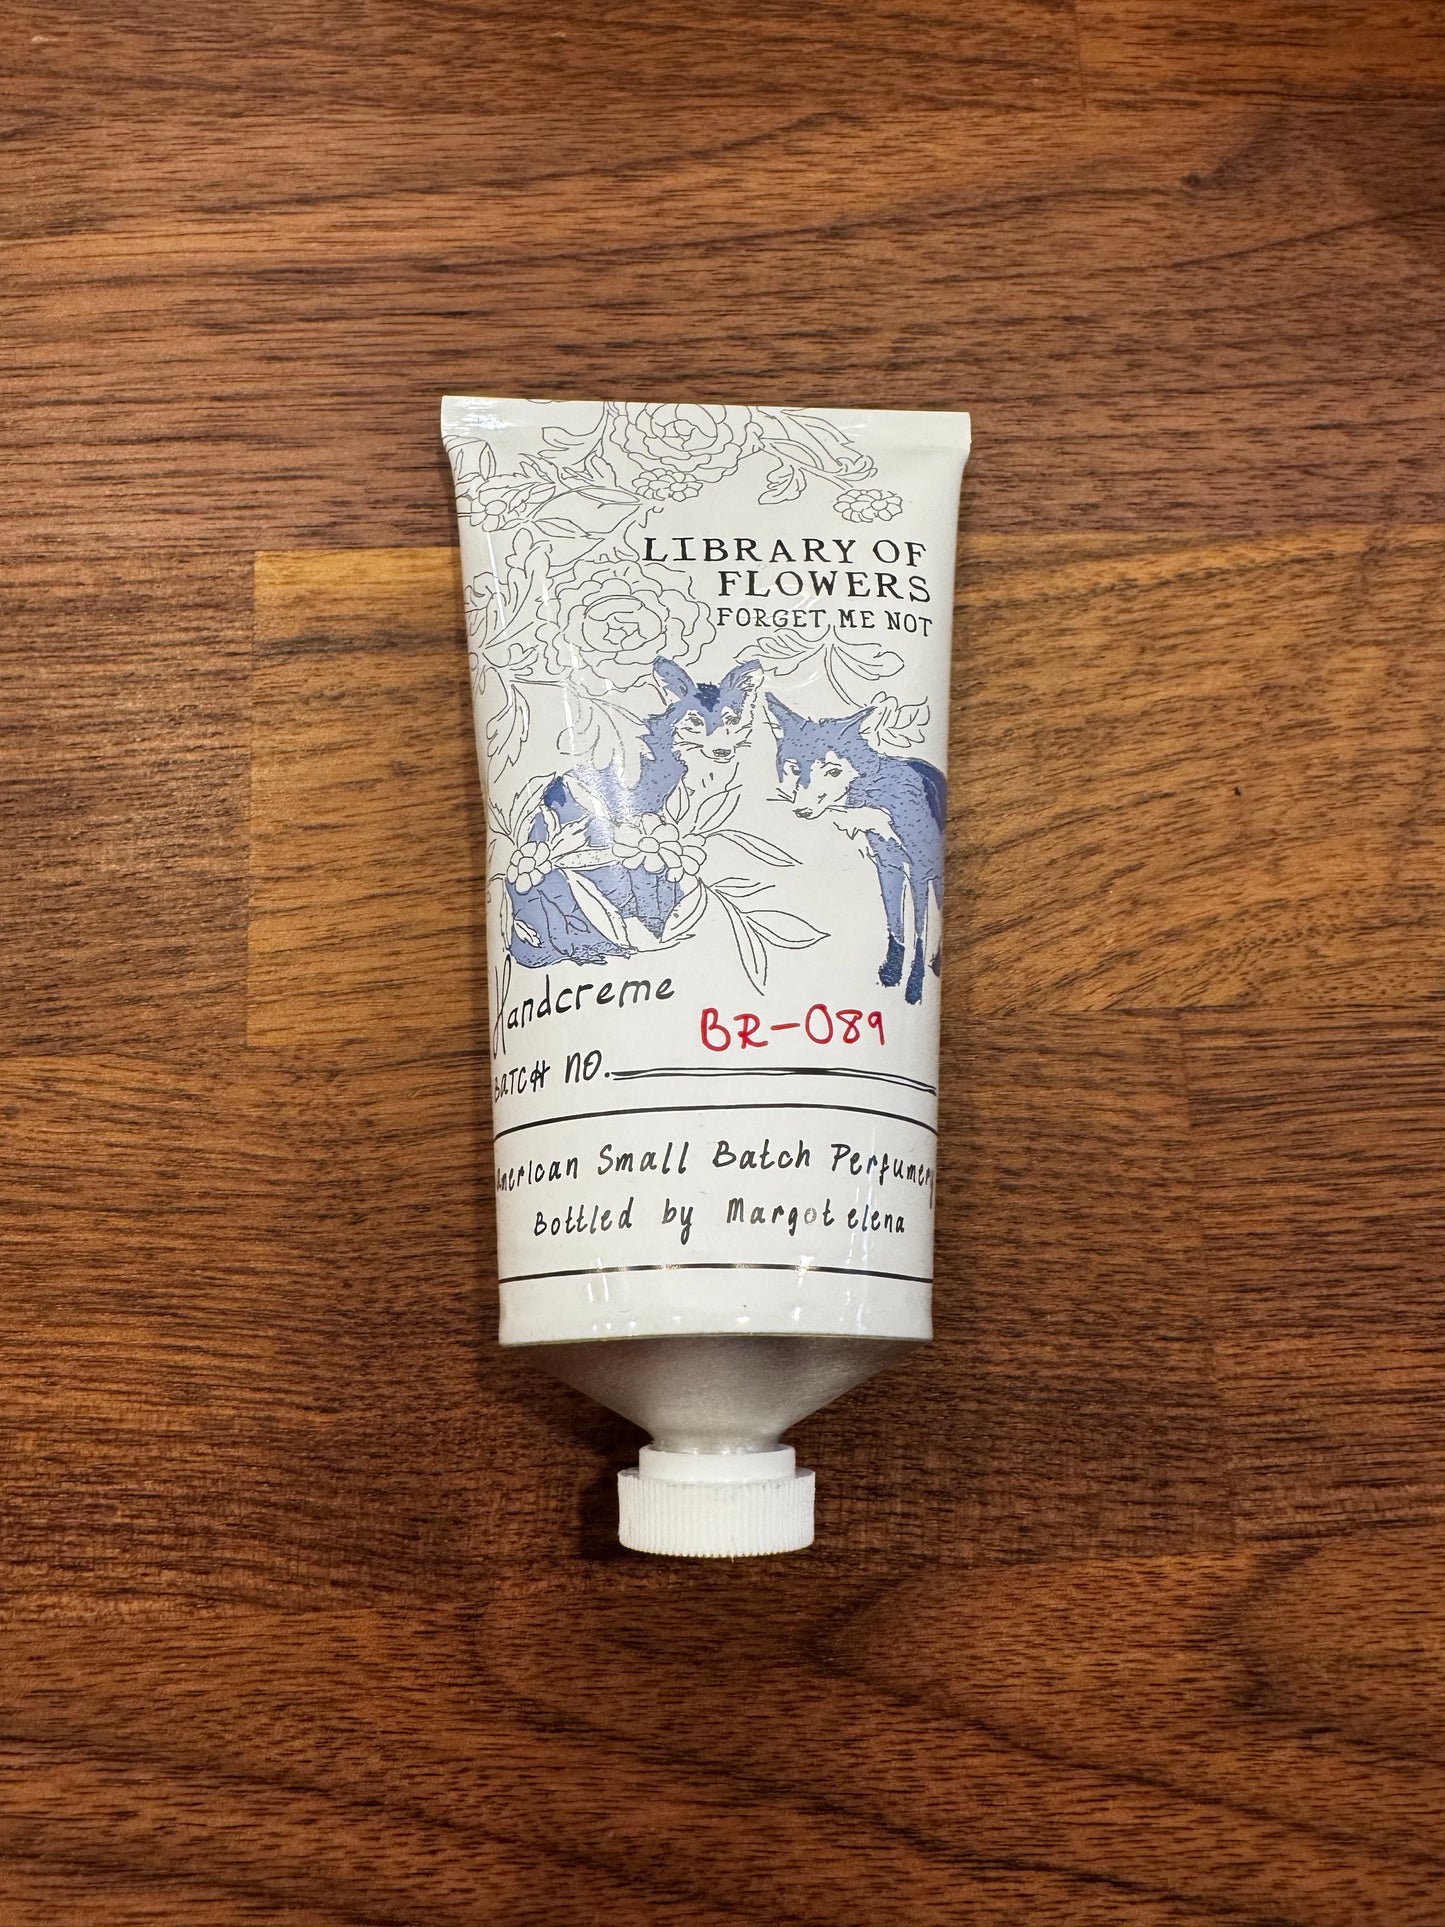 LIBRARY OF
FLOWERS
FORGET ME NOT
Handcreme
BR-089
BATCH NO.
American Small Batch Perfumery
Bottled by Margot elena